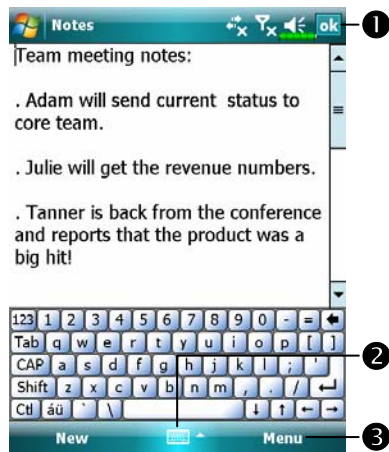 Notes ok 1
Team meeting notes:
. Adam will send current status to
core team.
. Julie will get the revenue numbers.
. Tanner is back from the conference
and reports that the product was a
big hit!
123 1 2 3 4 5 6 7 8 9 0 - =
Tab q w e r t y u i o p [ ]
CAP a s d f g h j k l ; '
Shift z x c v b n m , . /
Ctl áü ` \
2
New Menu 3